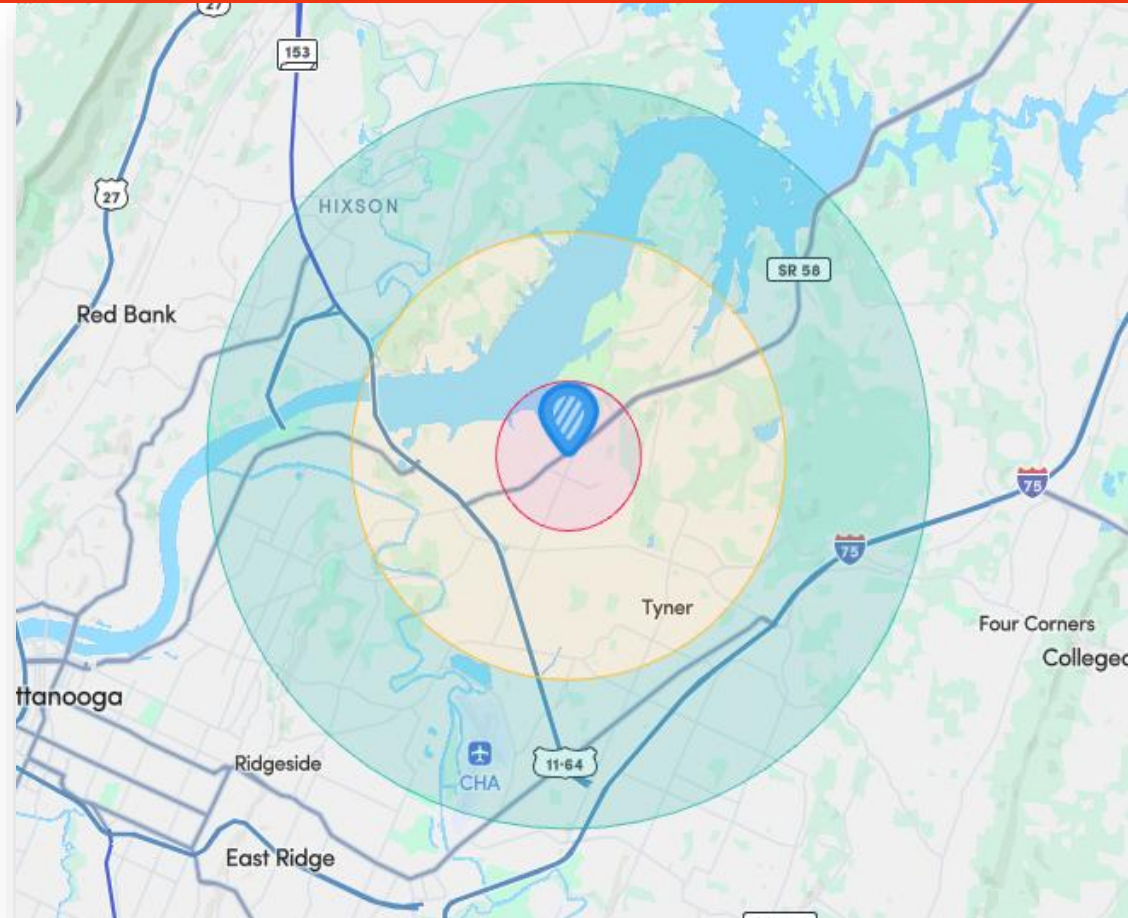 27
153
27
HIXSON
SR 58
Red Bank
75
75
Tyner
Four Corners
Colleged
ttanooga
Ridgeside
11-64
CHA
East Ridge